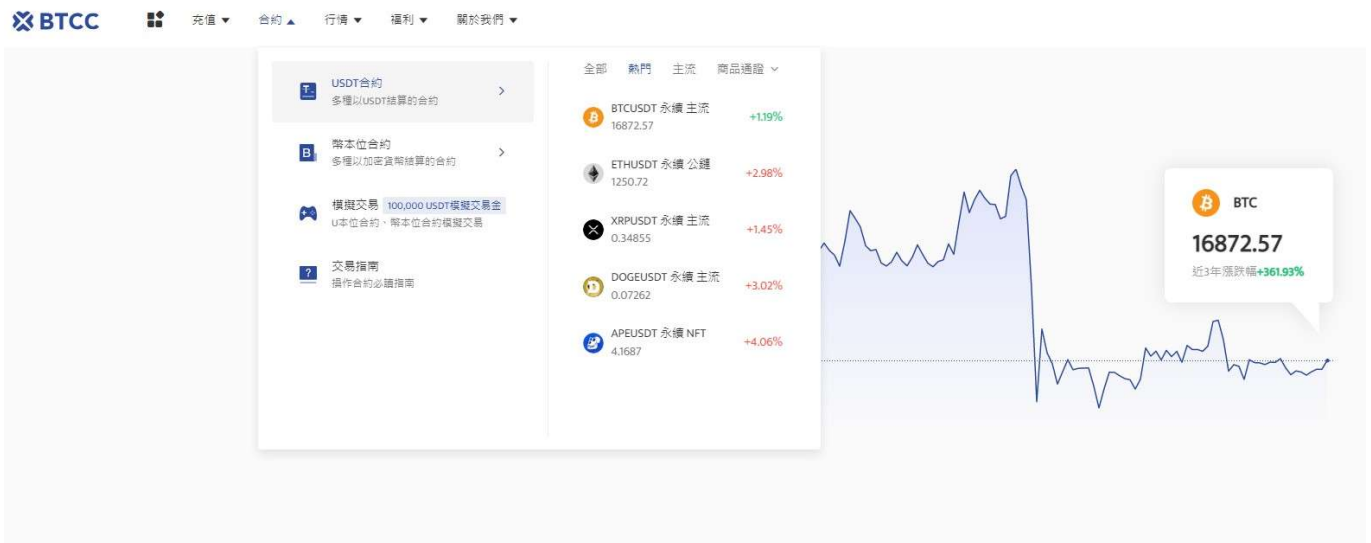 BTCC
充值 ▼
合約 ▲
行情 ▼
福利 ▼
關於我們 ▼
USDT合約
多種以USDT結算的合約
幣本位合約
多種以加密貨幣結算的合約
模擬交易 100,000 USDT模擬交易金
U本位合約、幣本位合約模擬交易
交易指南
操作合約必讀指南
全部 熱門 主流 商品通證
BTCUSDT 永續 主流
16872.57
+1.19%
ETHUSDT 永續 公鏈
1250.72
+2.98%
XRPUSDT 永續 主流
0.34855
+1.45%
DOGEUSDT 永續 主流
0.07262
+3.02%
APEUSDT 永續 NFT
4.1687
+4.06%
BTC
16872.57
近3年漲跌幅+361.93%